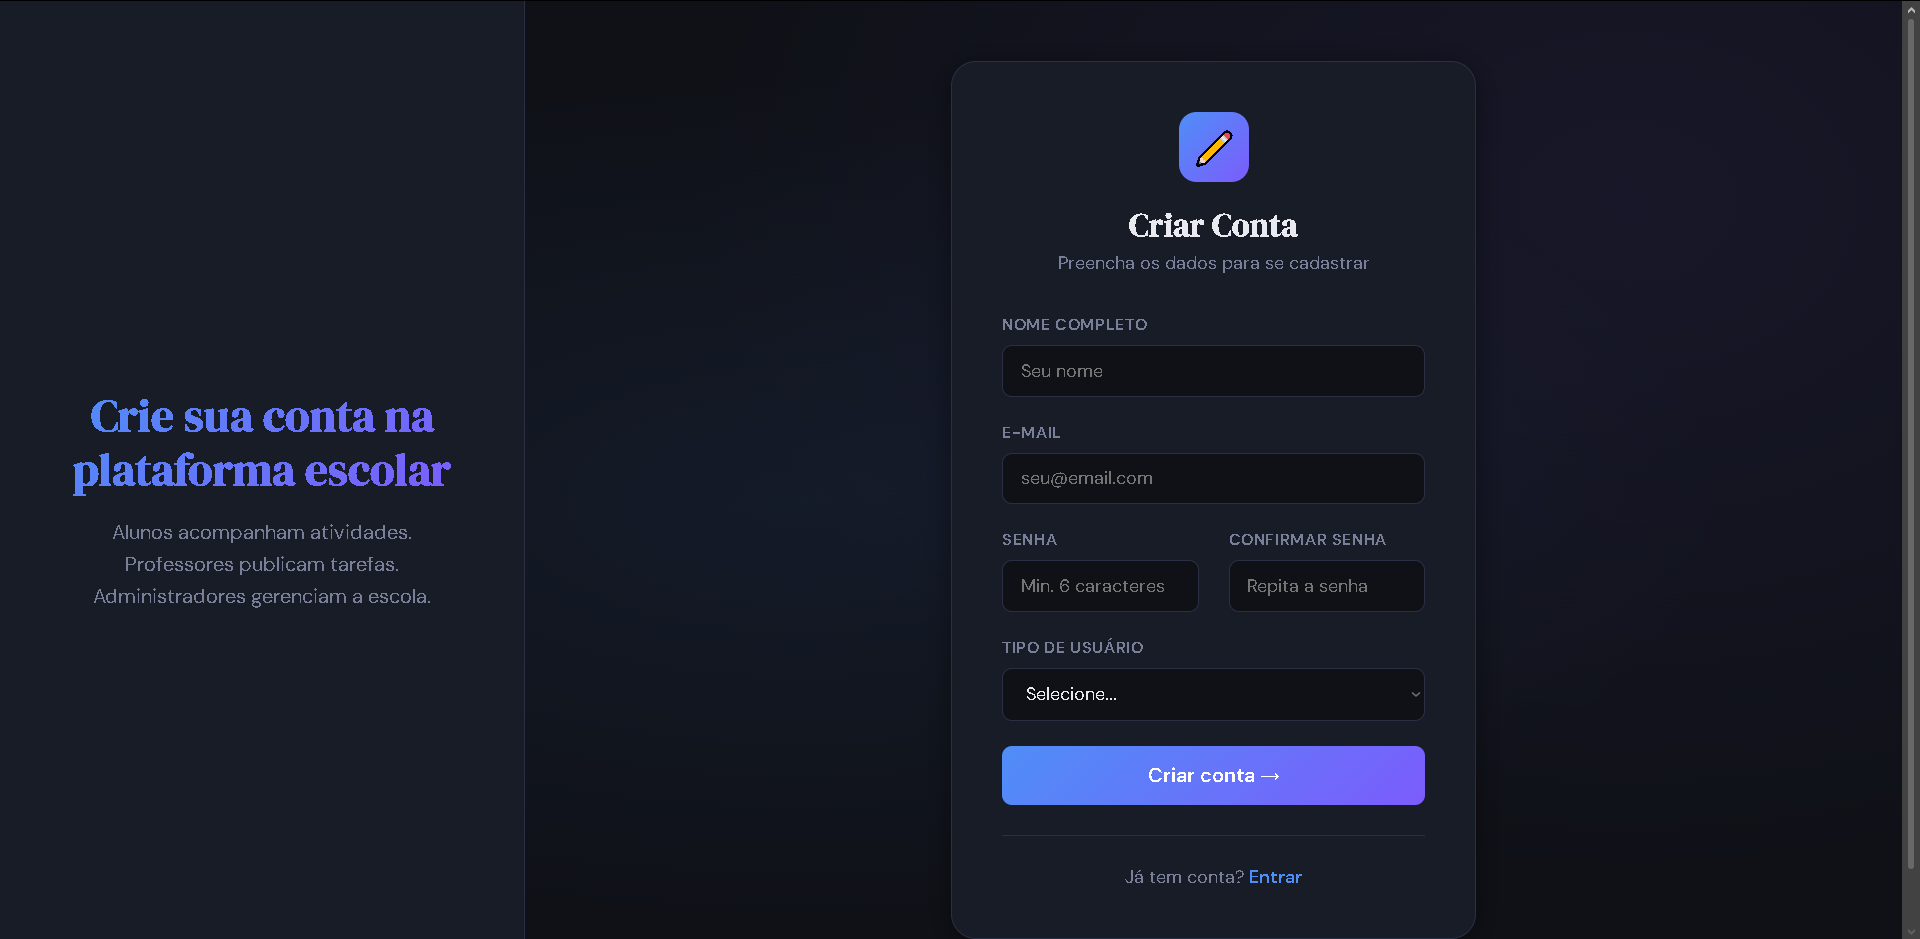 Crie sua conta na
plataforma escolar
Alunos acompanham atividades.
Professores publicam tarefas.
Administradores gerenciam a escola.
Criar Conta
Preencha os dados para se cadastrar
NOME COMPLETO
Seu nome
E-MAIL
seu@email.com
SENHA
CONFIRMAR SENHA
Min. 6 caracteres
Repita a senha
TIPO DE USUÁRIO
Selecione...
Criar conta →
Já tem conta? Entrar